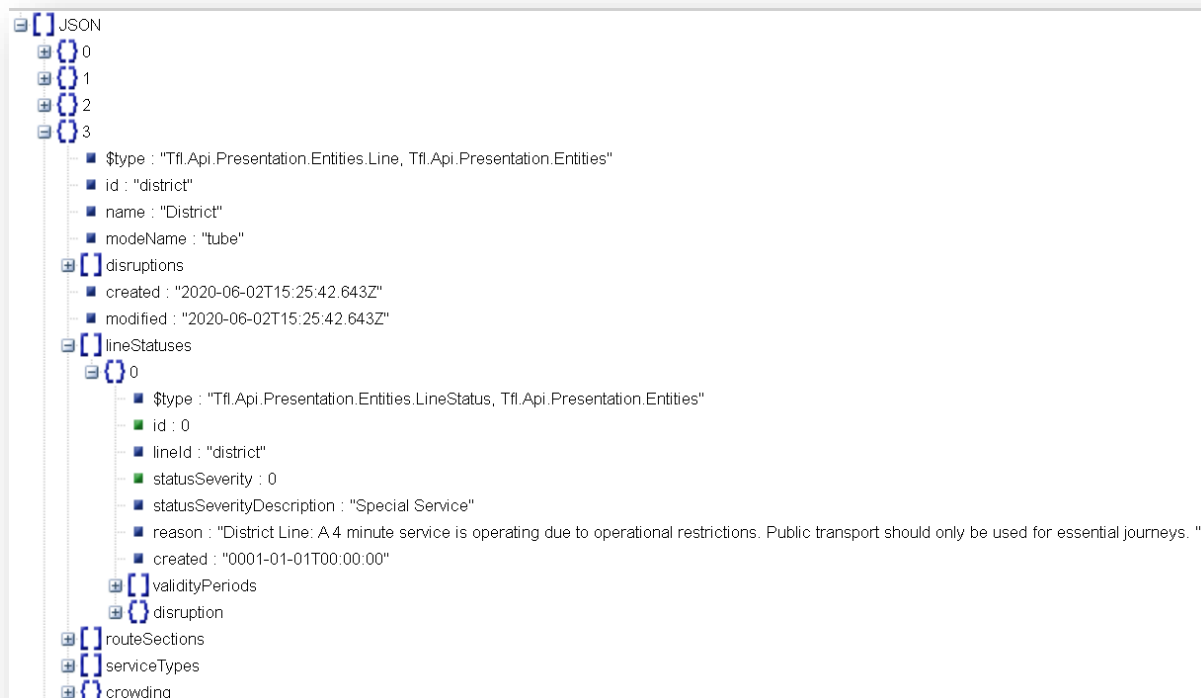 [ ] JSON
{ } 0
{ } 1
{ } 2
{ } 3
$type : "Tfl.Api.Presentation.Entities.Line, Tfl.Api.Presentation.Entities"
id : "district"
name : "District"
modeName : "tube"
[ ] disruptions
created : "2020-06-02T15:25:42.643Z"
modified : "2020-06-02T15:25:42.643Z"
[ ] lineStatuses
{ } 0
$type : "Tfl.Api.Presentation.Entities.LineStatus, Tfl.Api.Presentation.Entities"
id : 0
lineId : "district"
statusSeverity : 0
statusSeverityDescription : "Special Service"
reason : "District Line: A 4 minute service is operating due to operational restrictions. Public transport should only be used for essential journeys. "
created : "0001-01-01T00:00:00"
[ ] validityPeriods
{ } disruption
[ ] routeSections
[ ] serviceTypes
{ } crowding